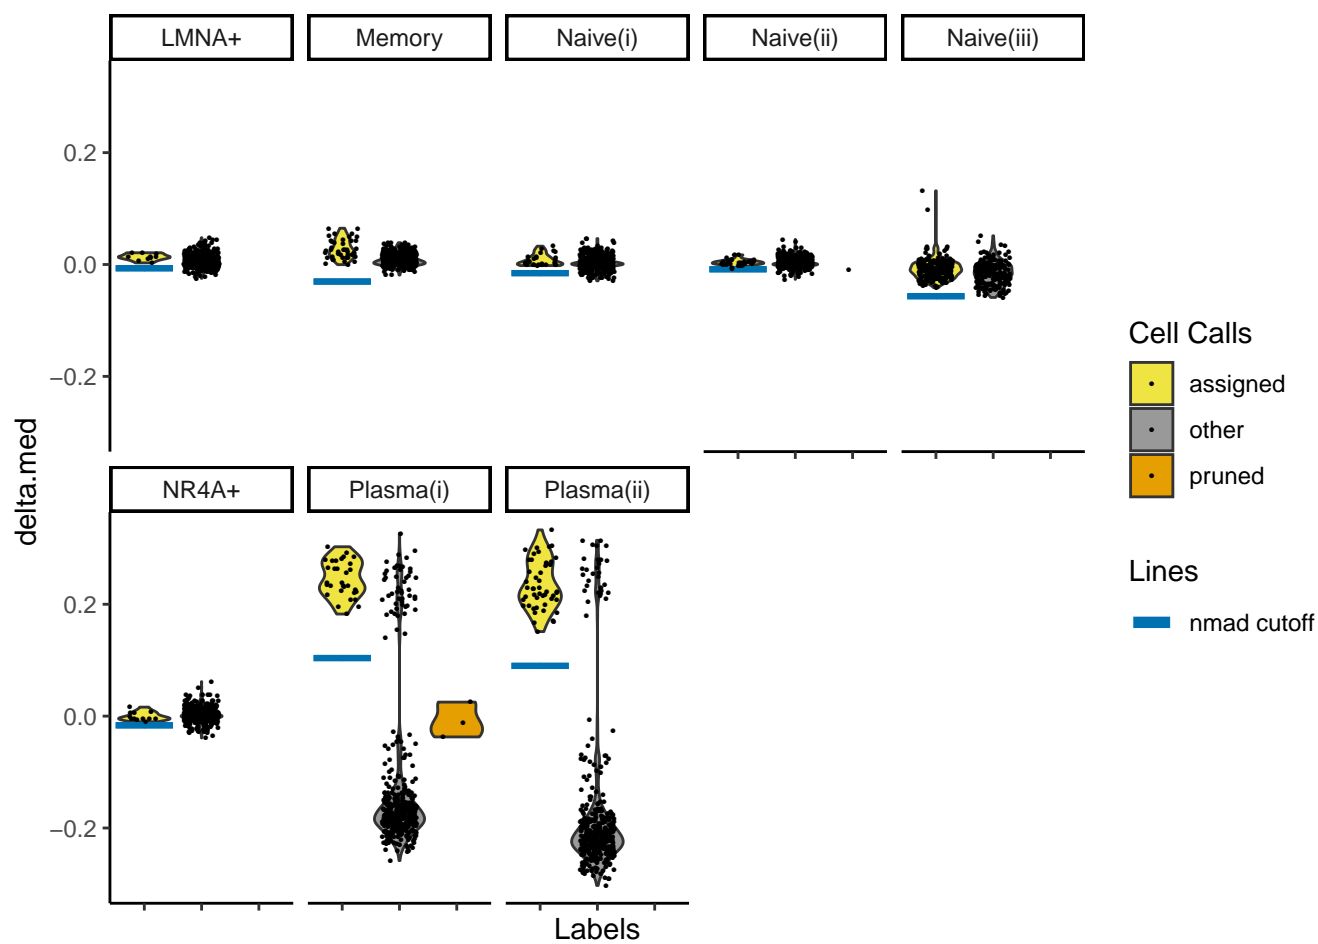 LMNA+ Memory Naive(i) Naive(ii) Naive(iii)
0.2
0.0
−0.2
NR4A+ Plasma(i) Plasma(ii)
0.2
0.0
−0.2
delta.med
Labels
Cell Calls
assigned
other
pruned
Lines
nmad cutoff